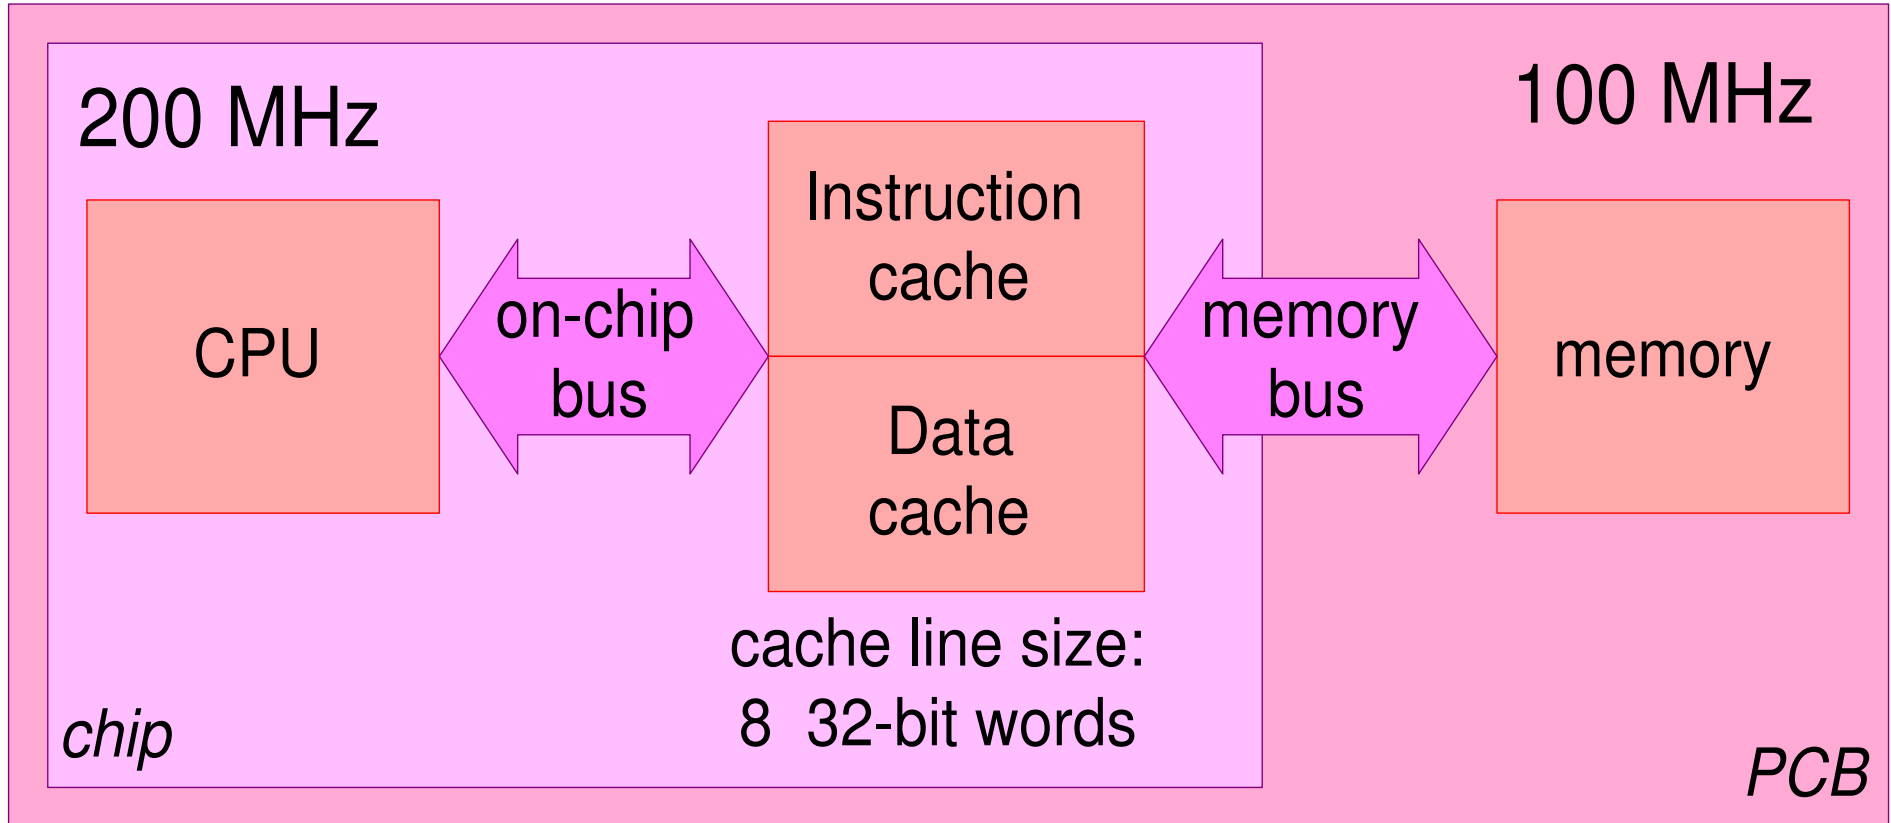 200 MHz
100 MHz
CPU
on-chip
bus
Instruction
cache
Data
cache
memory
bus
memory
cache line size:
8 32-bit words
chip
PCB